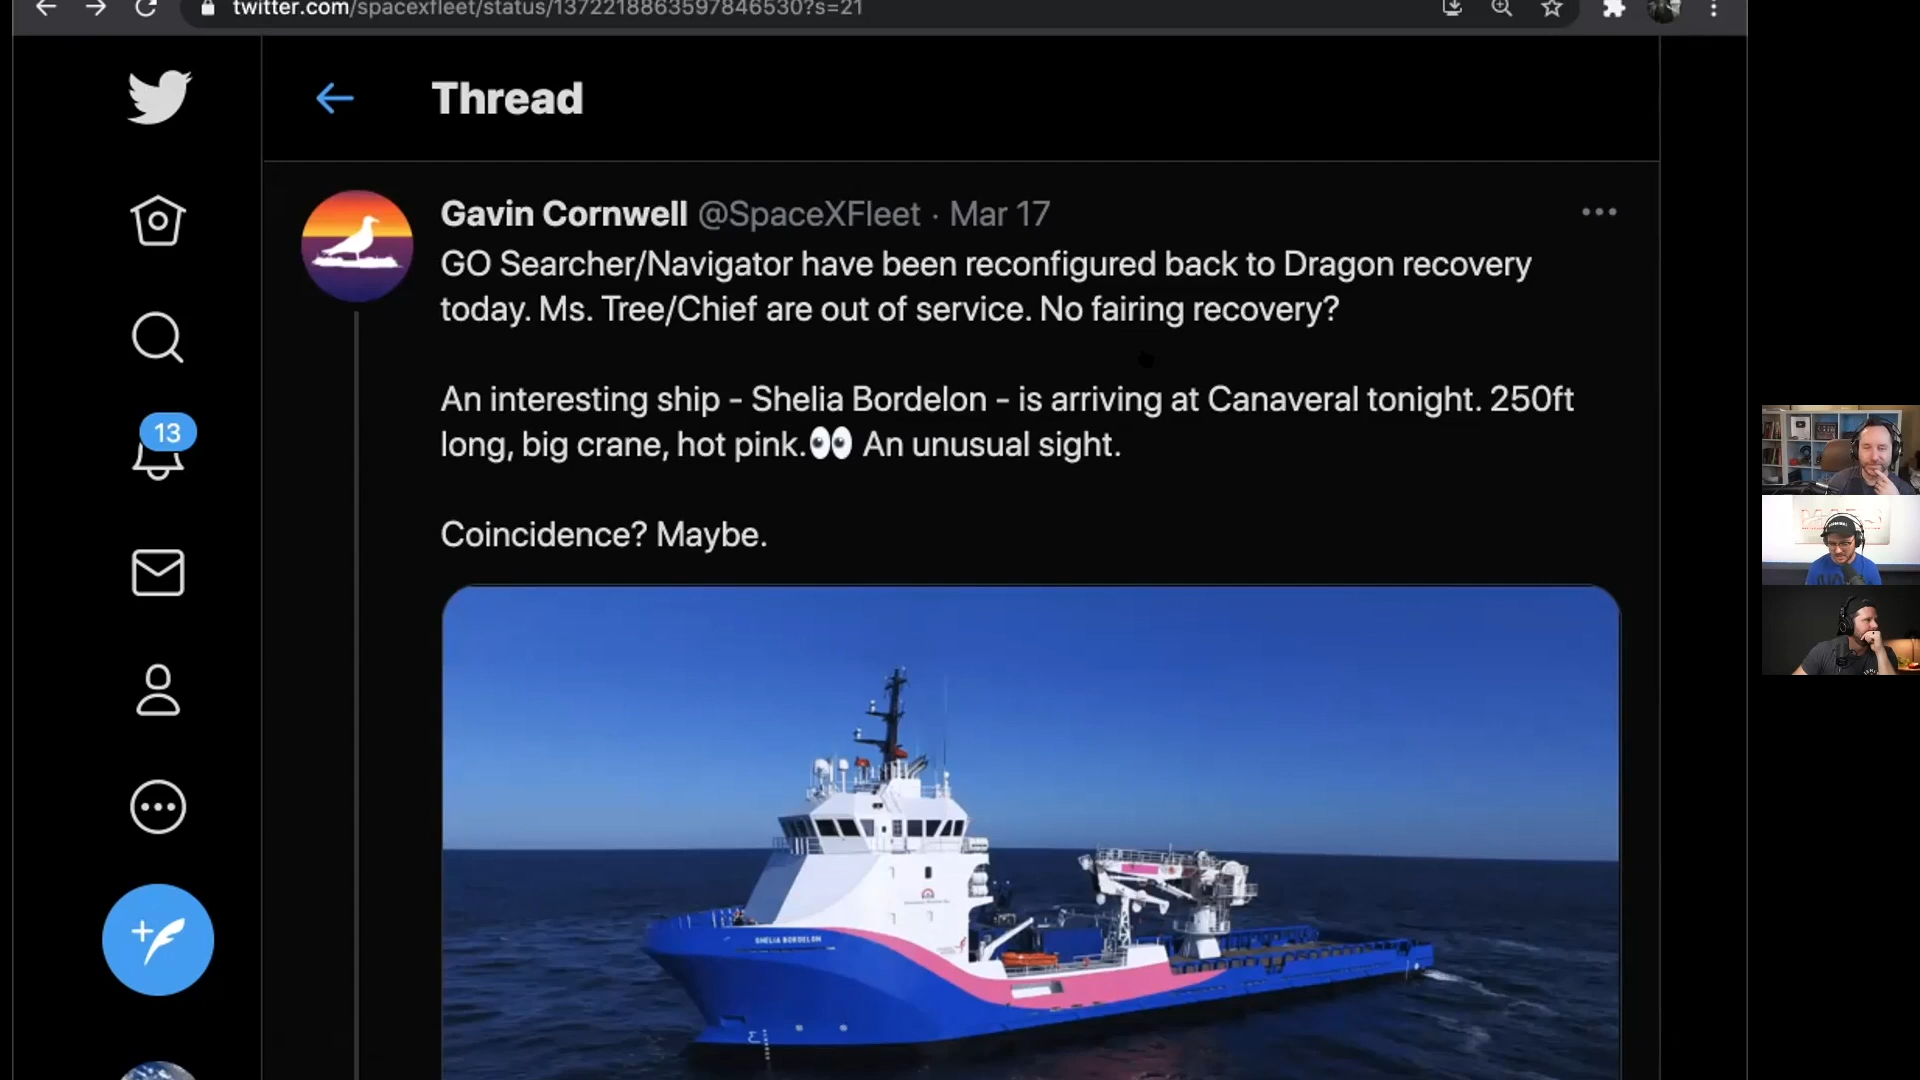 twitter.com/spacexfleet/status/1372218863597846530?s=21
Thread
Gavin Cornwell @SpaceXFleet · Mar 17
GO Searcher/Navigator have been reconfigured back to Dragon recovery
today. Ms. Tree/Chief are out of service. No fairing recovery?
An interesting ship - Shelia Bordelon - is arriving at Canaveral tonight. 250ft
long, big crane, hot pink.👀 An unusual sight.
Coincidence? Maybe.
13
SHELIA BORDELON